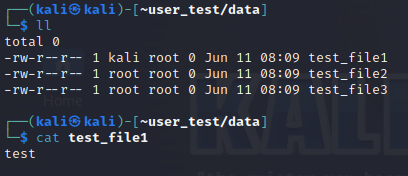 ┌──(kali㉿kali)-[~user_test/data]
└─$ ll
total 0
-rw-r--r-- 1 kali root 0 Jun 11 08:09 test_file1
-rw-r--r-- 1 root root 0 Jun 11 08:09 test_file2
-rw-r--r-- 1 root root 0 Jun 11 08:09 test_file3
┌──(kali㉿kali)-[~user_test/data]
└─$ cat test_file1
test
Home
KALI